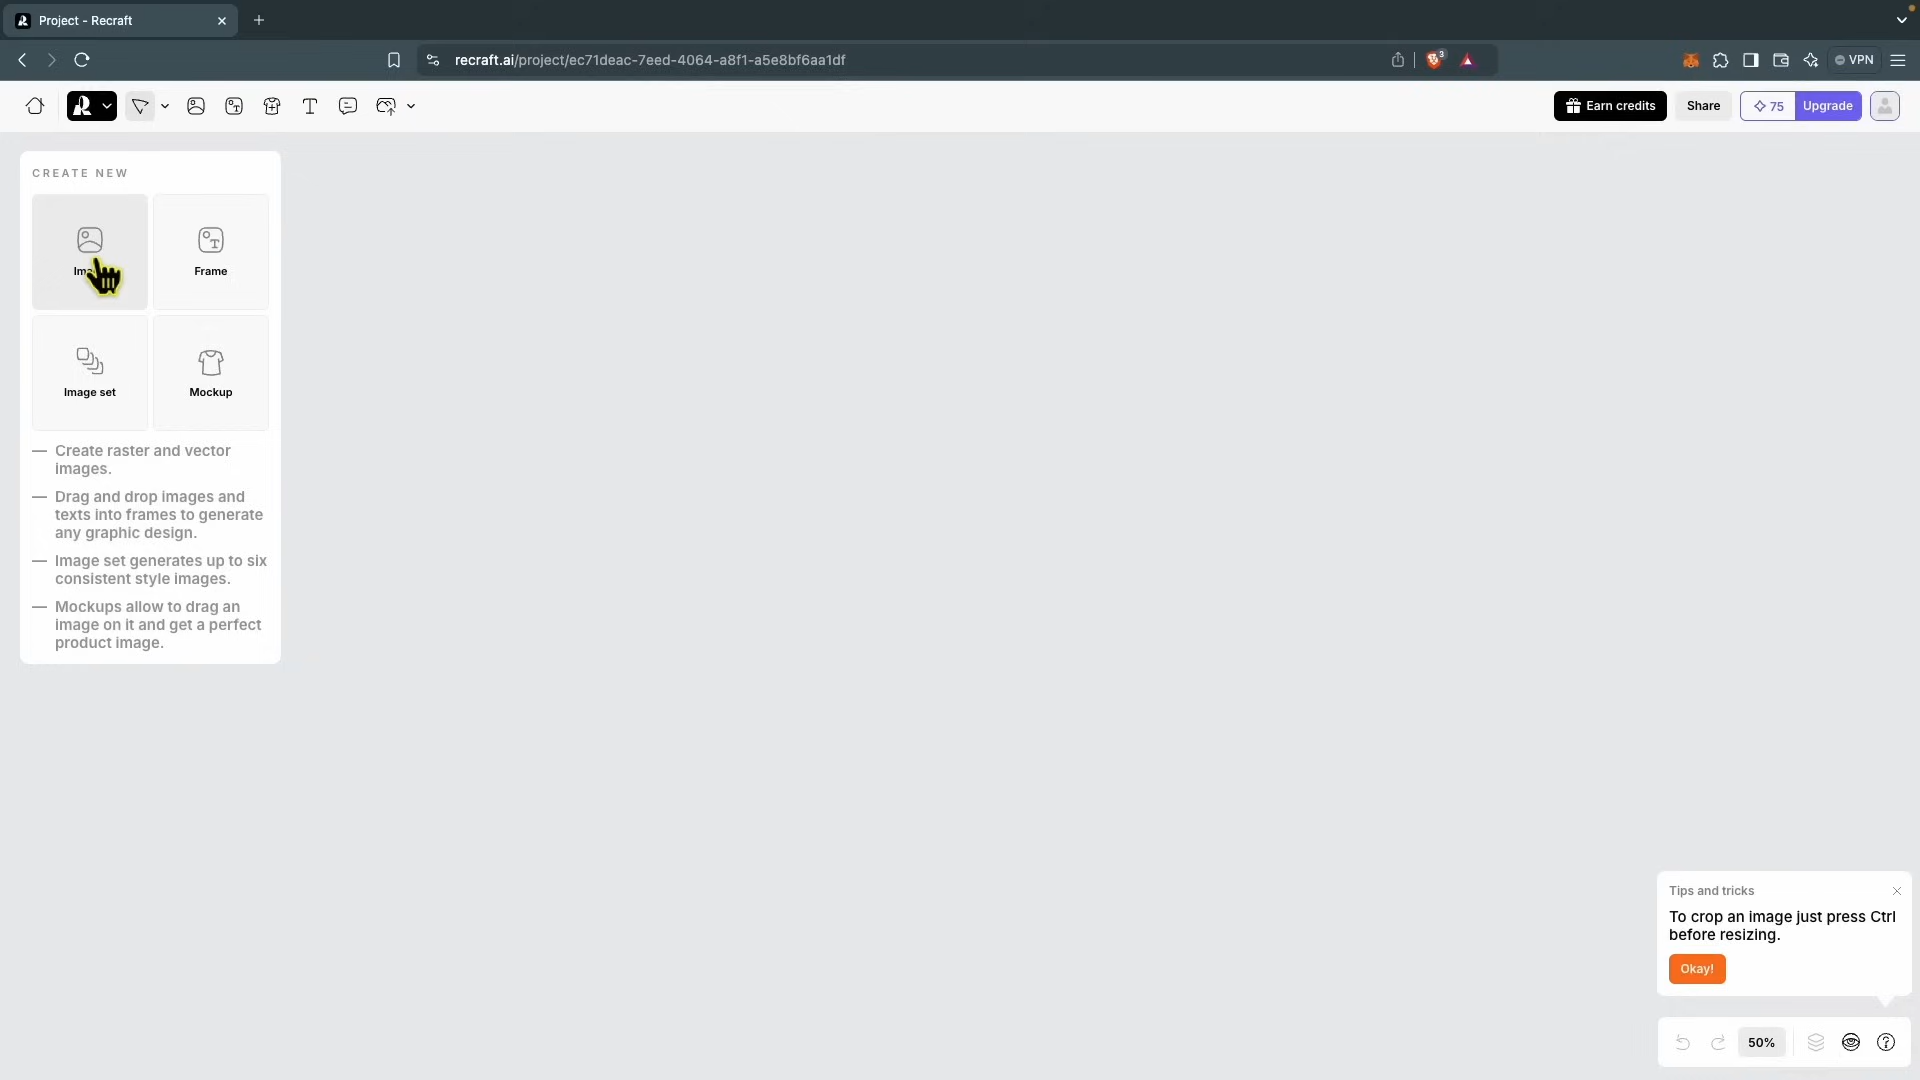 Project - Recraft
recraft.ai/project/ec71deac-7eed-4064-a8f1-a5e8bf6aa1df
3
VPN
Earn credits
Share
75
Upgrade
CREATE NEW
Frame
Image set
Mockup
— Create raster and vector
images.
— Drag and drop images and
texts into frames to generate
any graphic design.
— Image set generates up to six
consistent style images.
— Mockups allow to drag an
image on it and get a perfect
product image.
Tips and tricks
To crop an image just press Ctrl
before resizing.
Okay!
50%